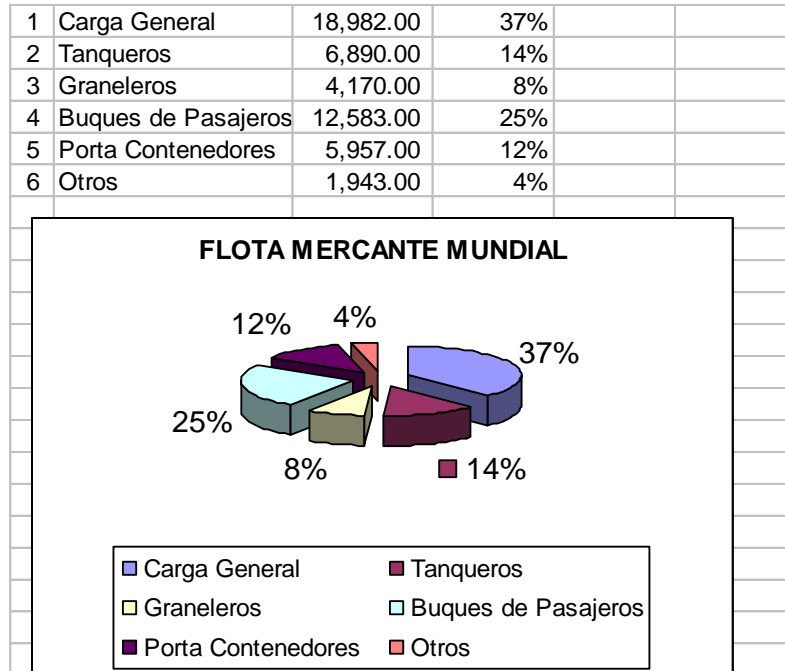 1 Carga General 18,982.00 37%
2 Tanqueros 6,890.00 14%
3 Graneleros 4,170.00 8%
4 Buques de Pasajeros 12,583.00 25%
5 Porta Contenedores 5,957.00 12%
6 Otros 1,943.00 4%
FLOTA MERCANTE MUNDIAL
12% 4%
37%
25%
8% 14%
Carga General Tanqueros
Graneleros Buques de Pasajeros
Porta Contenedores Otros